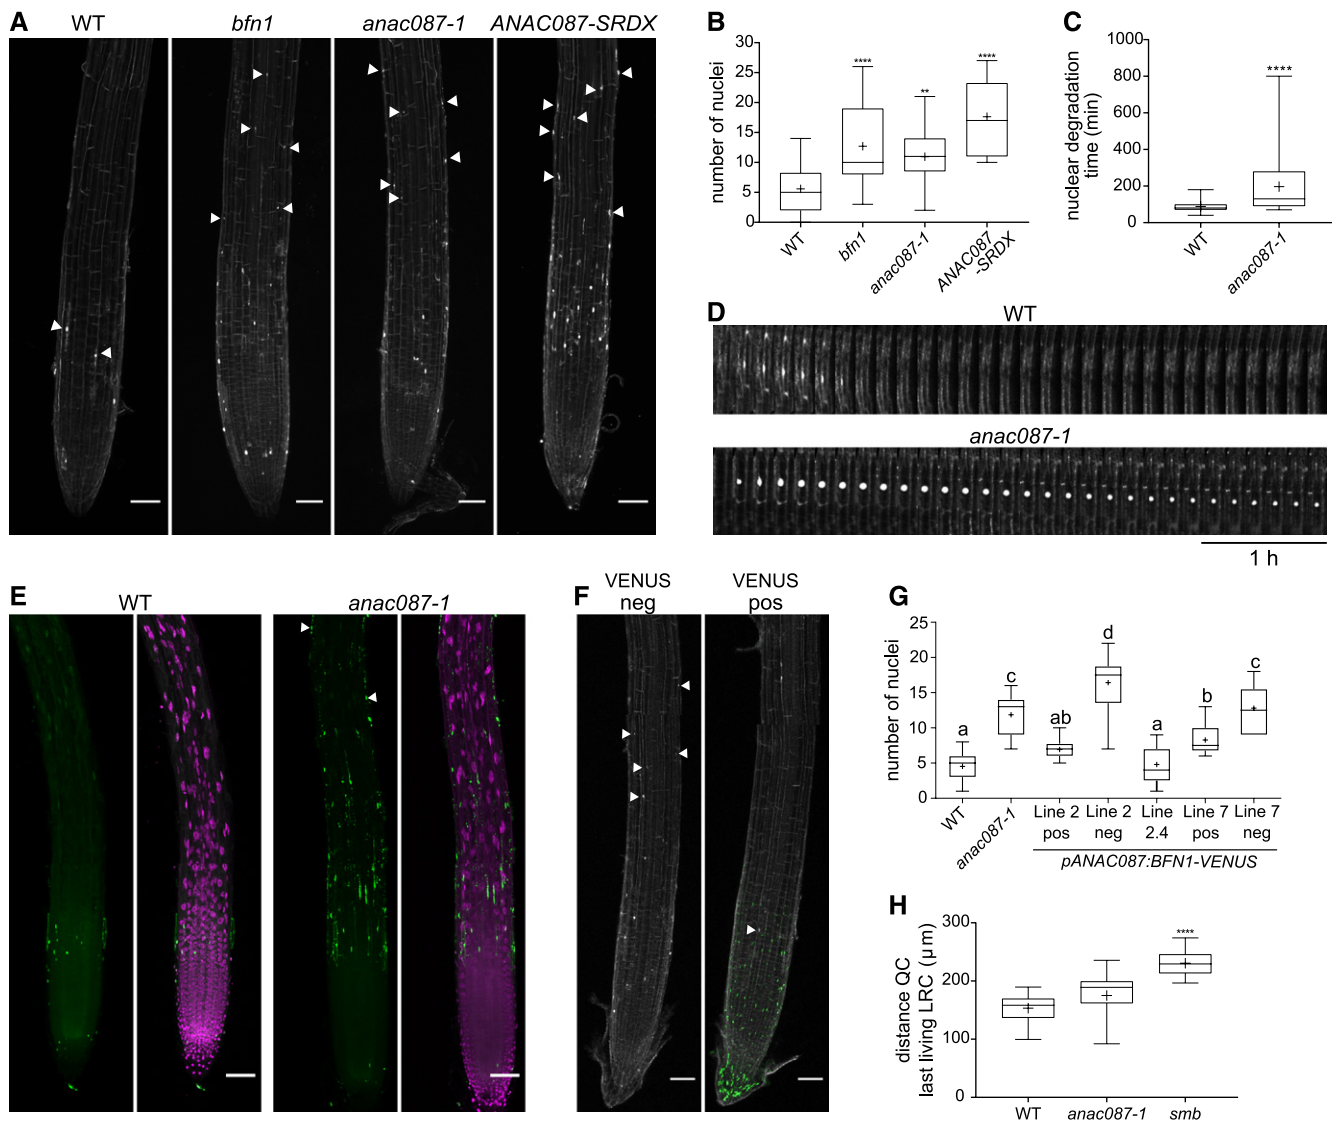 A
WT
bfn1
anac087-1
ANAC087-SRDX
B
number of nuclei
30
25
20
15
10
5
0
****
**
****
WT
bfn1
anac087-1
ANAC087
-SRDX
C
nuclear degradation
time (min)
1000
800
600
400
200
0
****
WT
anac087-1
D
WT
anac087-1
1 h
E
WT
anac087-1
F
VENUS
neg
VENUS
pos
G
number of nuclei
25
20
15
10
5
0
a
c
ab
d
a
b
c
WT
anac087-1
Line 2
pos
Line 2
neg
Line
2.4
Line 7
pos
Line 7
neg
pANAC087:BFN1-VENUS
H
distance QC
last living LRC (µm)
300
200
100
0
****
WT
anac087-1
smb